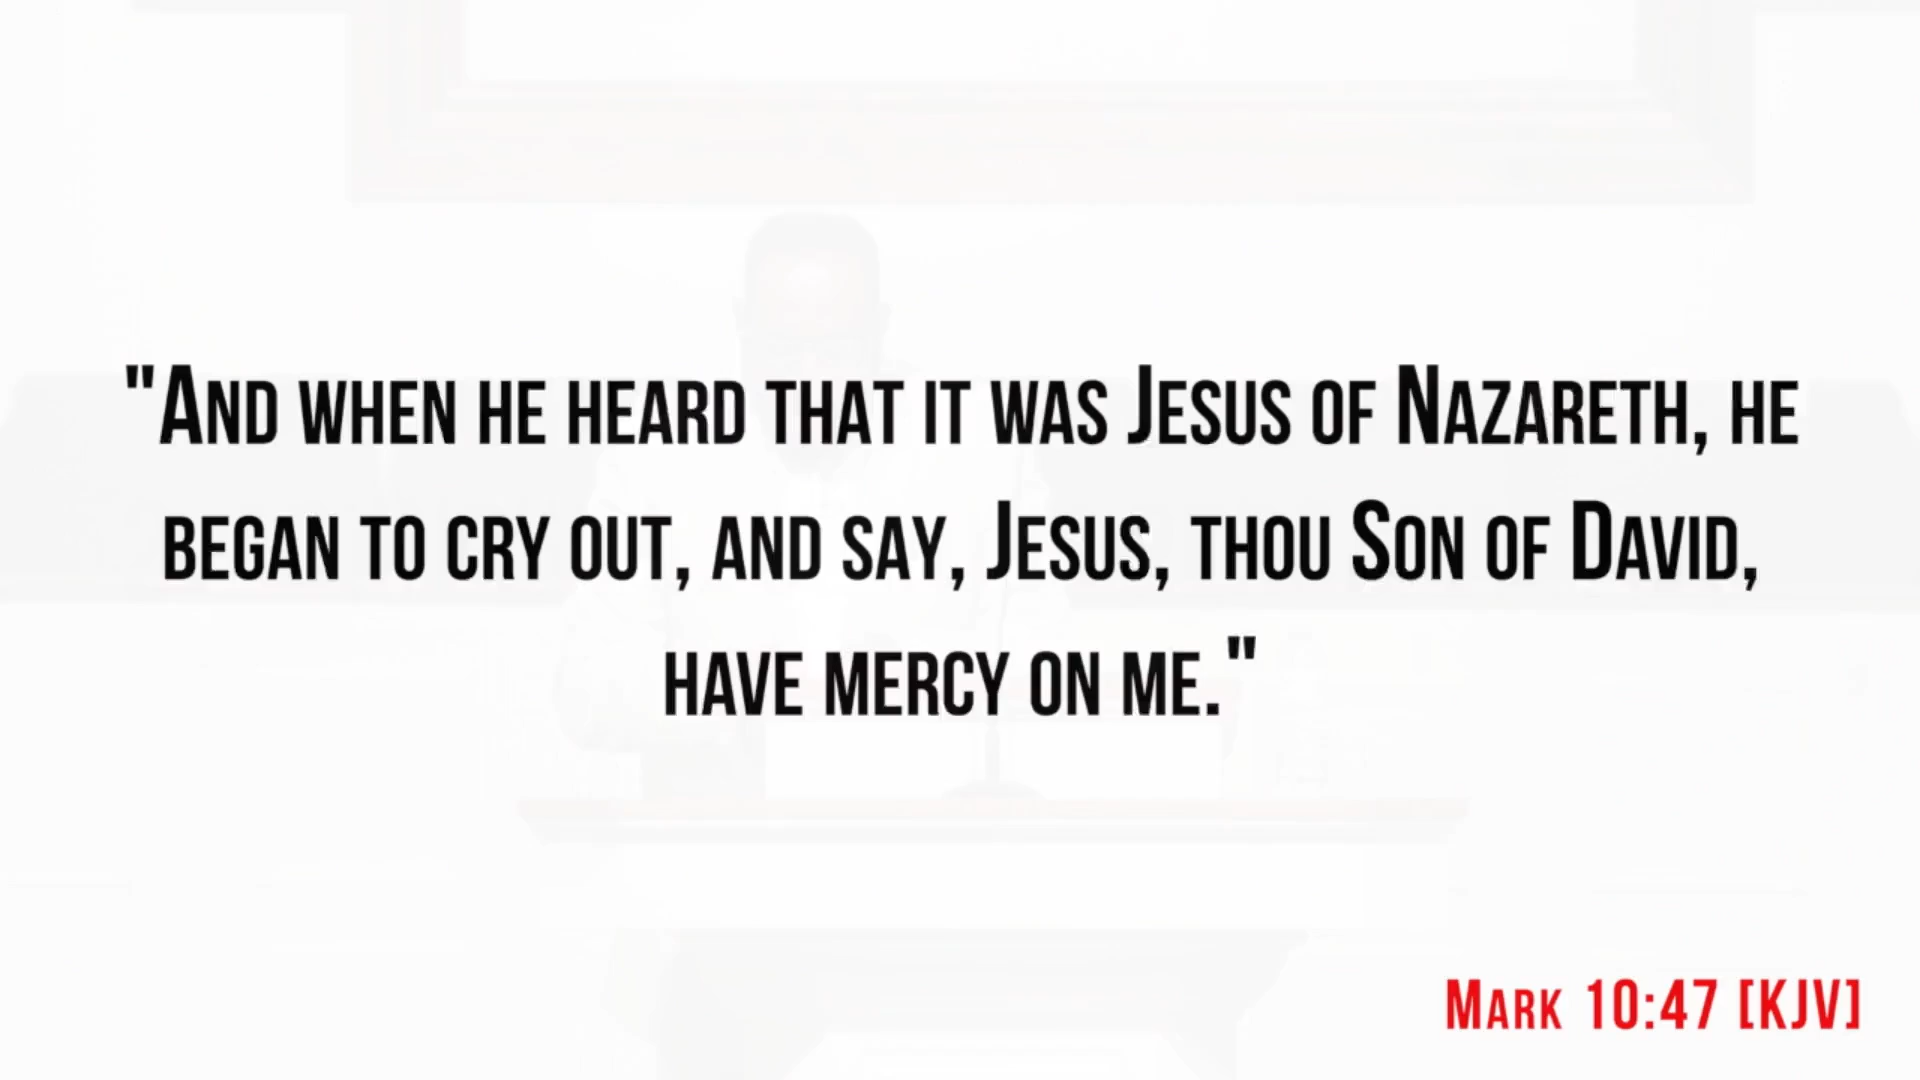 "And when he heard that it was Jesus of Nazareth, he
began to cry out, and say, Jesus, thou Son of David,
have mercy on me."
Mark 10:47 [KJV]